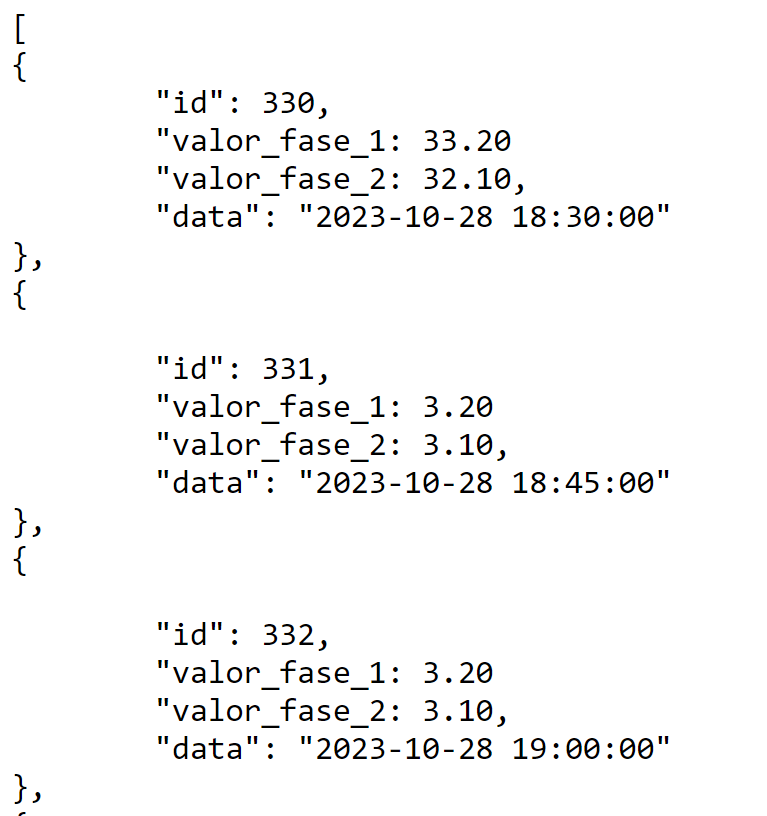 [
{
"id": 330,
"valor_fase_1: 33.20
"valor_fase_2: 32.10,
"data": "2023-10-28 18:30:00"
},
{
"id": 331,
"valor_fase_1: 3.20
"valor_fase_2: 3.10,
"data": "2023-10-28 18:45:00"
},
{
"id": 332,
"valor_fase_1: 3.20
"valor_fase_2: 3.10,
"data": "2023-10-28 19:00:00"
},
{